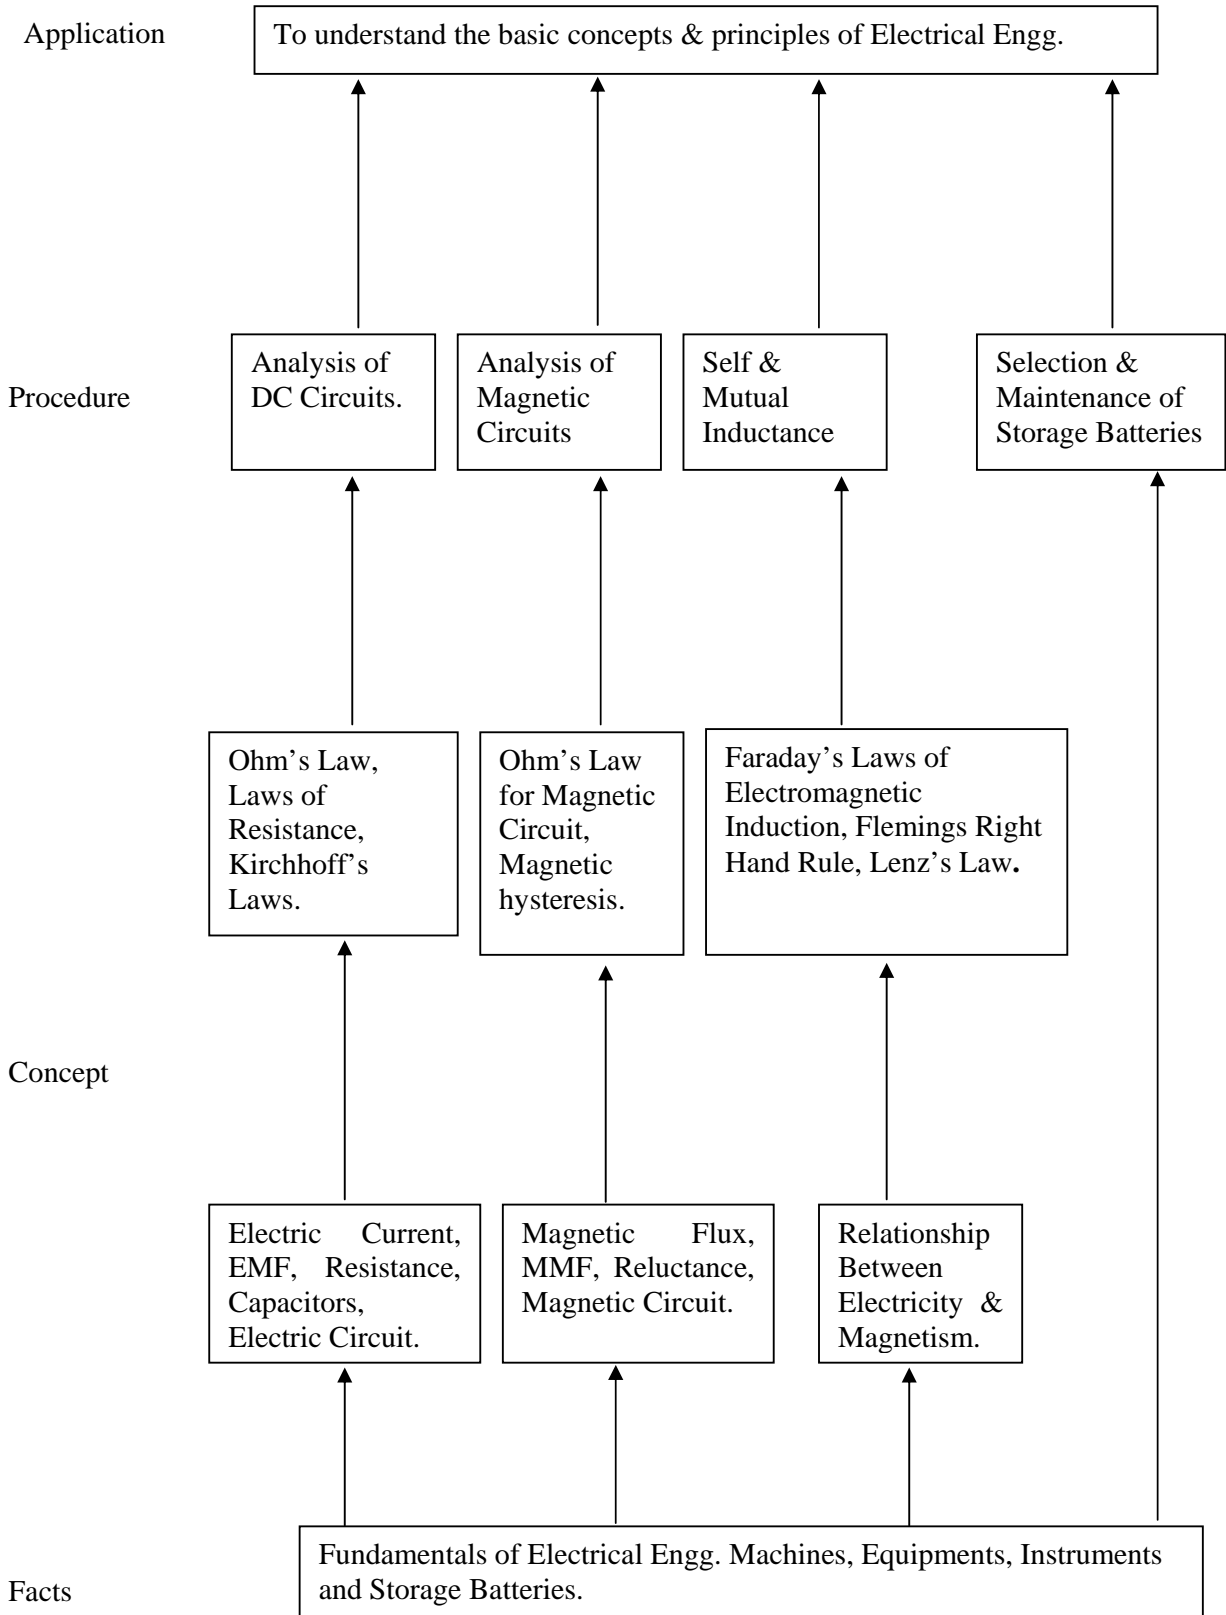 Application
To understand the basic concepts & principles of Electrical Engg.
Procedure
Analysis of
DC Circuits.
Analysis of
Magnetic
Circuits
Self &
Mutual
Inductance
Selection &
Maintenance of
Storage Batteries
Ohm’s Law,
Laws of
Resistance,
Kirchhoff’s
Laws.
Ohm’s Law
for Magnetic
Circuit,
Magnetic
hysteresis.
Faraday’s Laws of
Electromagnetic
Induction, Flemings Right
Hand Rule, Lenz’s Law.
Concept
Electric Current,
EMF, Resistance,
Capacitors,
Electric Circuit.
Magnetic Flux,
MMF, Reluctance,
Magnetic Circuit.
Relationship
Between
Electricity &
Magnetism.
Facts
Fundamentals of Electrical Engg. Machines, Equipments, Instruments
and Storage Batteries.